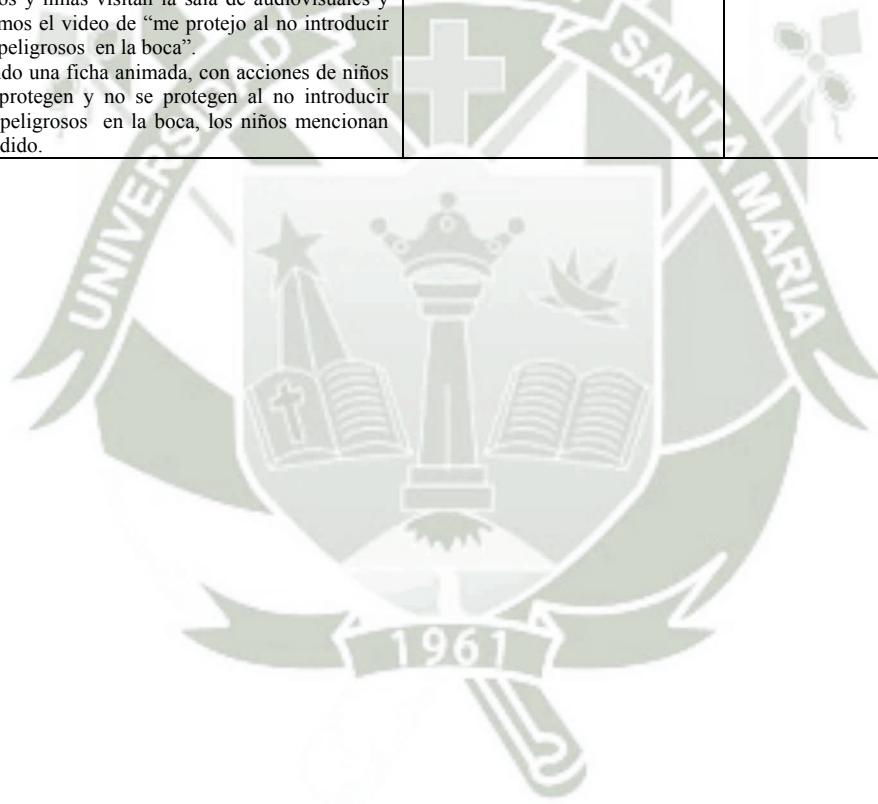 os y niñas visitan la sala de audiovisuales y
mos el video de “me protejo al no introducir
peligrosos en la boca”.
do una ficha animada, con acciones de niños
protegen y no se protegen al no introducir
peligrosos en la boca, los niños mencionan
dido.
UNIVERSIDAD
SANTA MARIA
1961